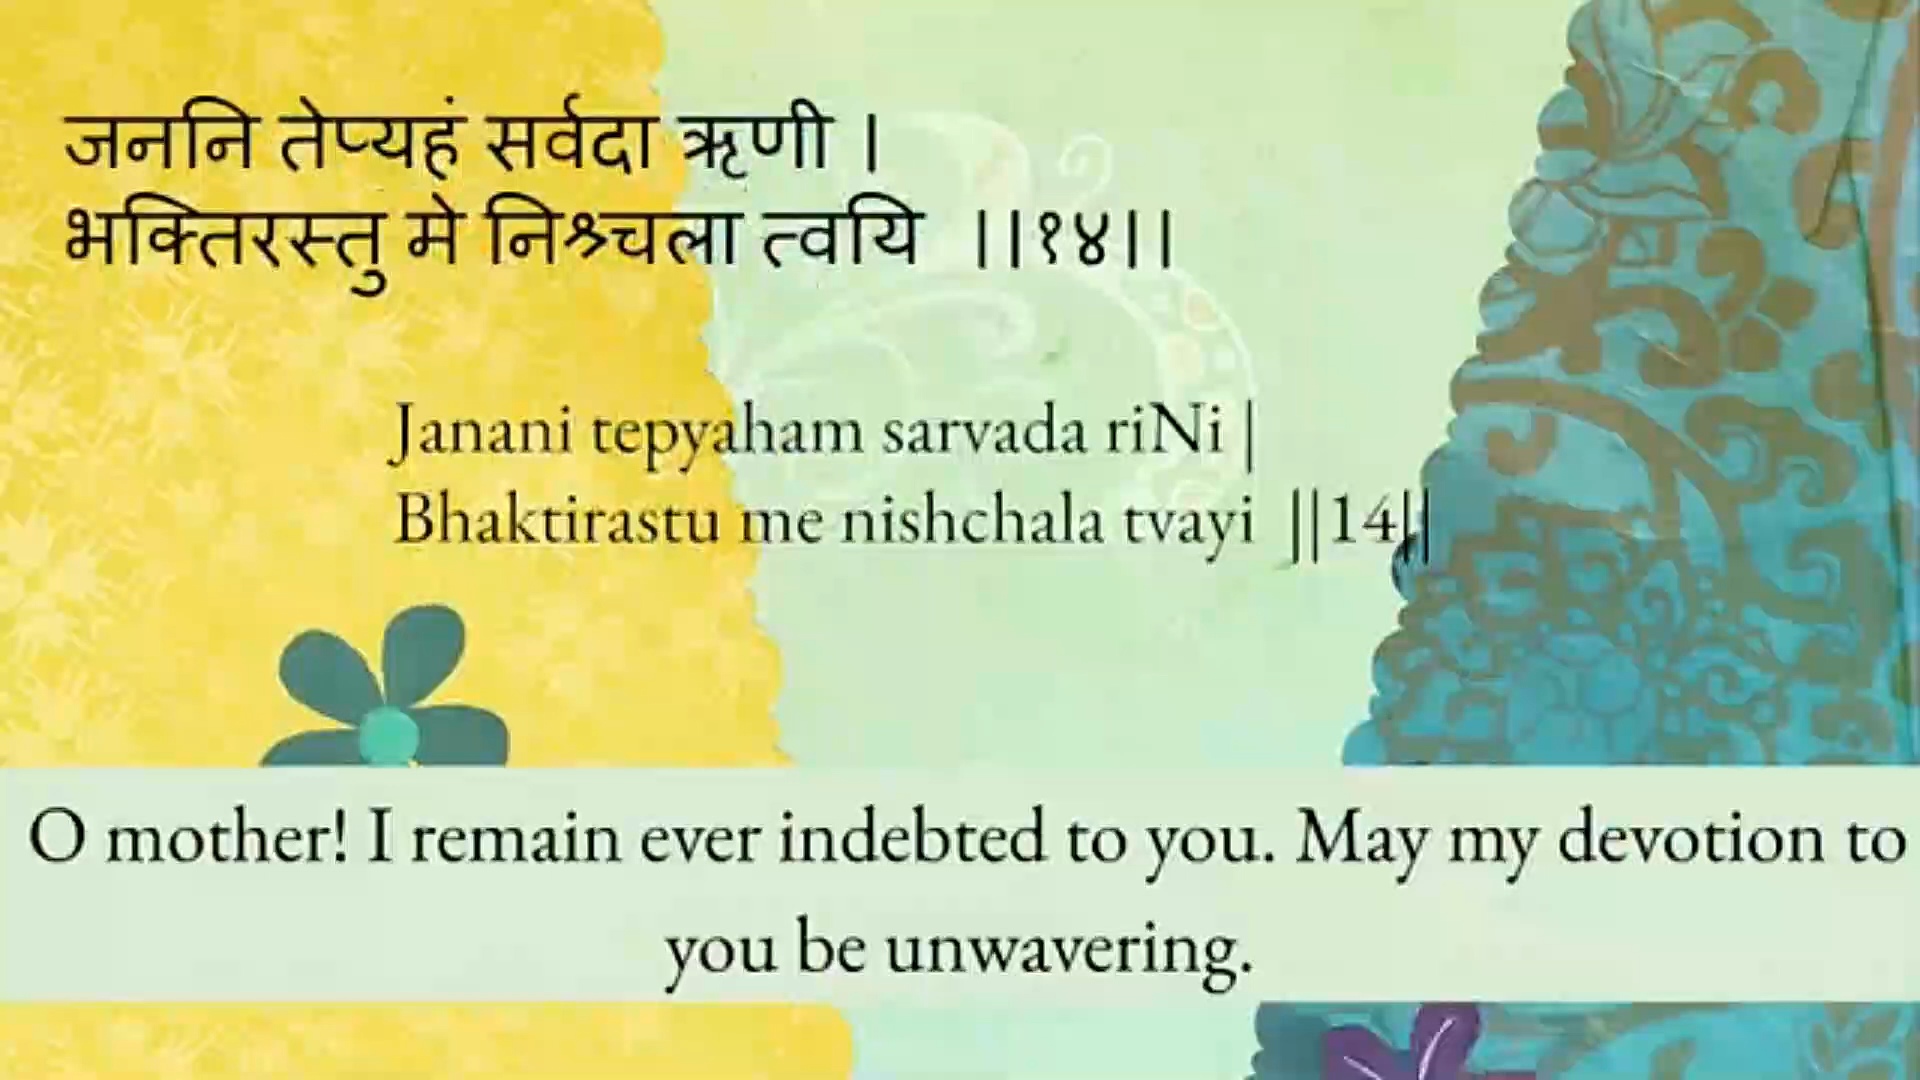 जननि तेप्यहं सर्वदा ऋणी ।
भक्तिरस्तु मे निश्र्चला त्वयि ।।१४।।
Janani tepyaham sarvada riNi |
Bhaktirastu me nishchala tvayi ||14||
O mother! I remain ever indebted to you. May my devotion to
you be unwavering.